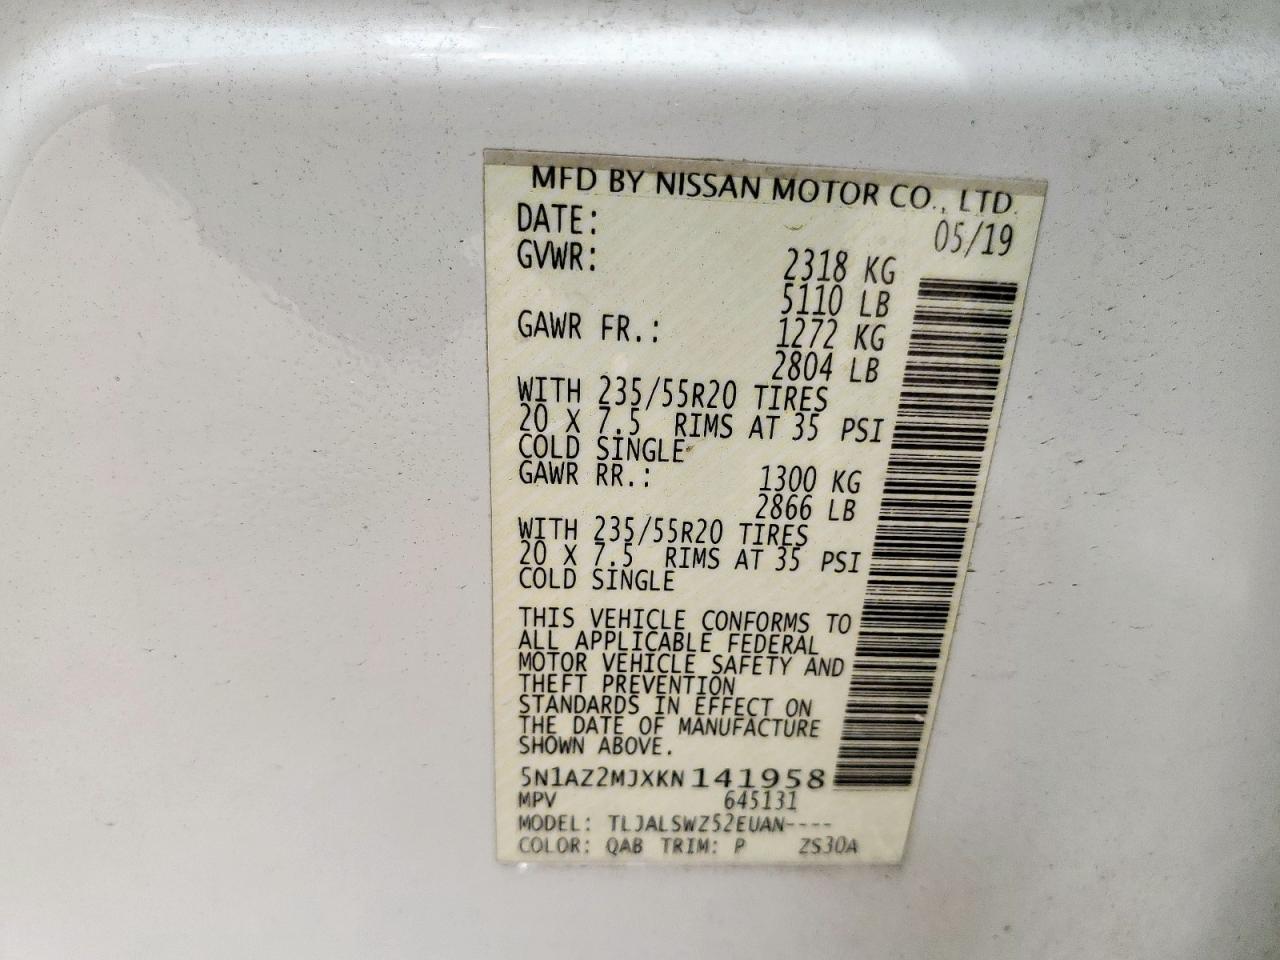 MFD BY NISSAN MOTOR CO., LTD.
DATE: 05/19
GVWR: 2318 KG
5110 LB
GAWR FR.: 1272 KG
2804 LB
WITH 235/55R20 TIRES
20 X 7.5 RIMS AT 35 PSI
COLD SINGLE
GAWR RR.: 1300 KG
2866 LB
WITH 235/55R20 TIRES
20 X 7.5 RIMS AT 35 PSI
COLD SINGLE
THIS VEHICLE CONFORMS TO
ALL APPLICABLE FEDERAL
MOTOR VEHICLE SAFETY AND
THEFT PREVENTION
STANDARDS IN EFFECT ON
THE DATE OF MANUFACTURE
SHOWN ABOVE.
5N1AZ2MJXKN141958
MPV 645131
MODEL: TLJALSWZ52EUAN----
COLOR: QAB TRIM: P ZS30A